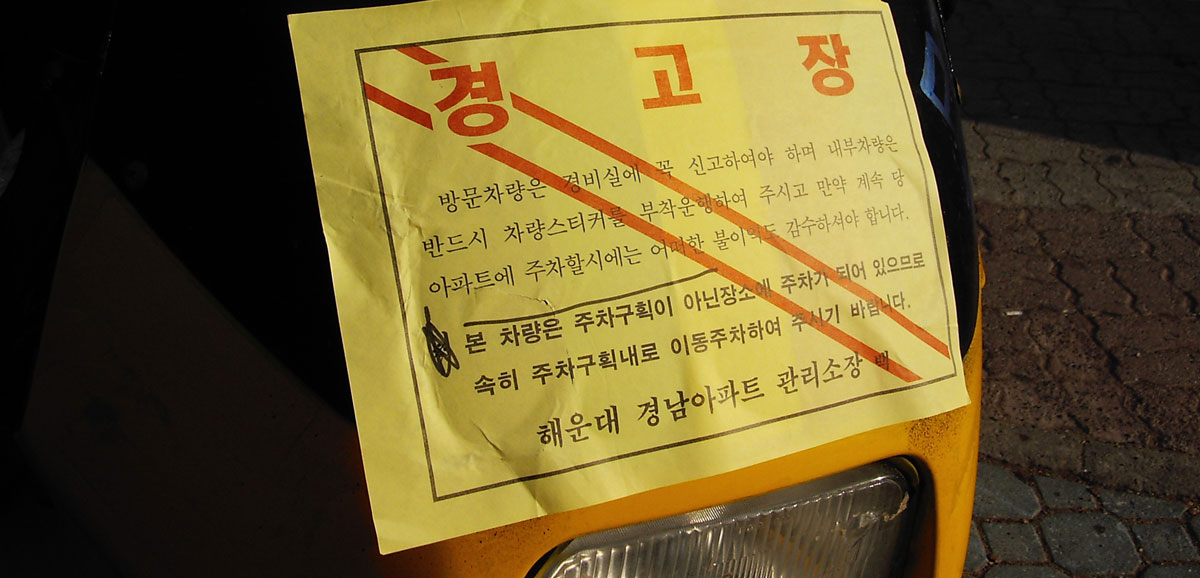 경 고 장
방문차량은 경비실에 꼭 신고하여야 하며 내부차량은
반드시 차량스티커를 부착운행하여 주시고 만약 계속 당
아파트에 주차할시에는 어떠한 불이익도 감수하셔야 합니다.
본 차량은 주차구획이 아닌장소에 주차가 되어 있으므로
속히 주차구획내로 이동주차하여 주시기 바랍니다.
해운대 경남아파트 관리소장 백